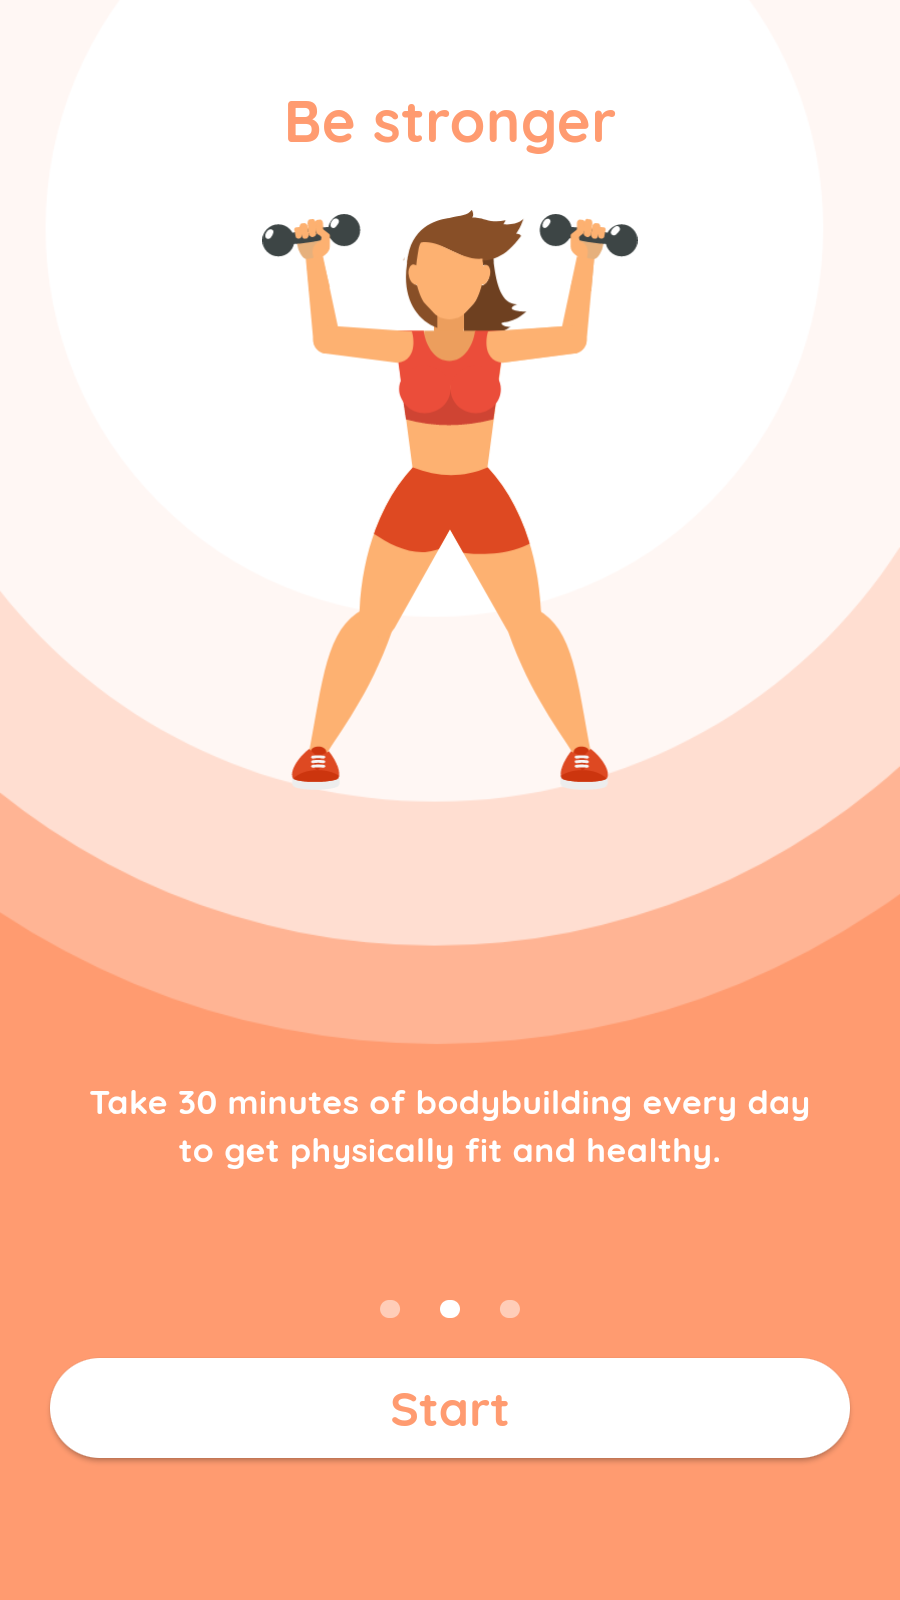 Be stronger
Take 30 minutes of bodybuilding every day
to get physically fit and healthy.
Start